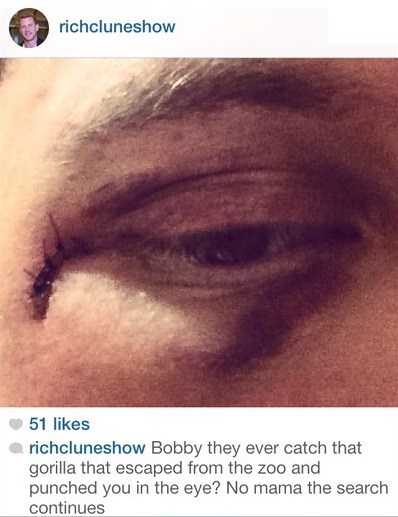 richcluneshow
51 likes
richcluneshow Bobby they ever catch that
gorilla that escaped from the zoo and
punched you in the eye? No mama the search
continues